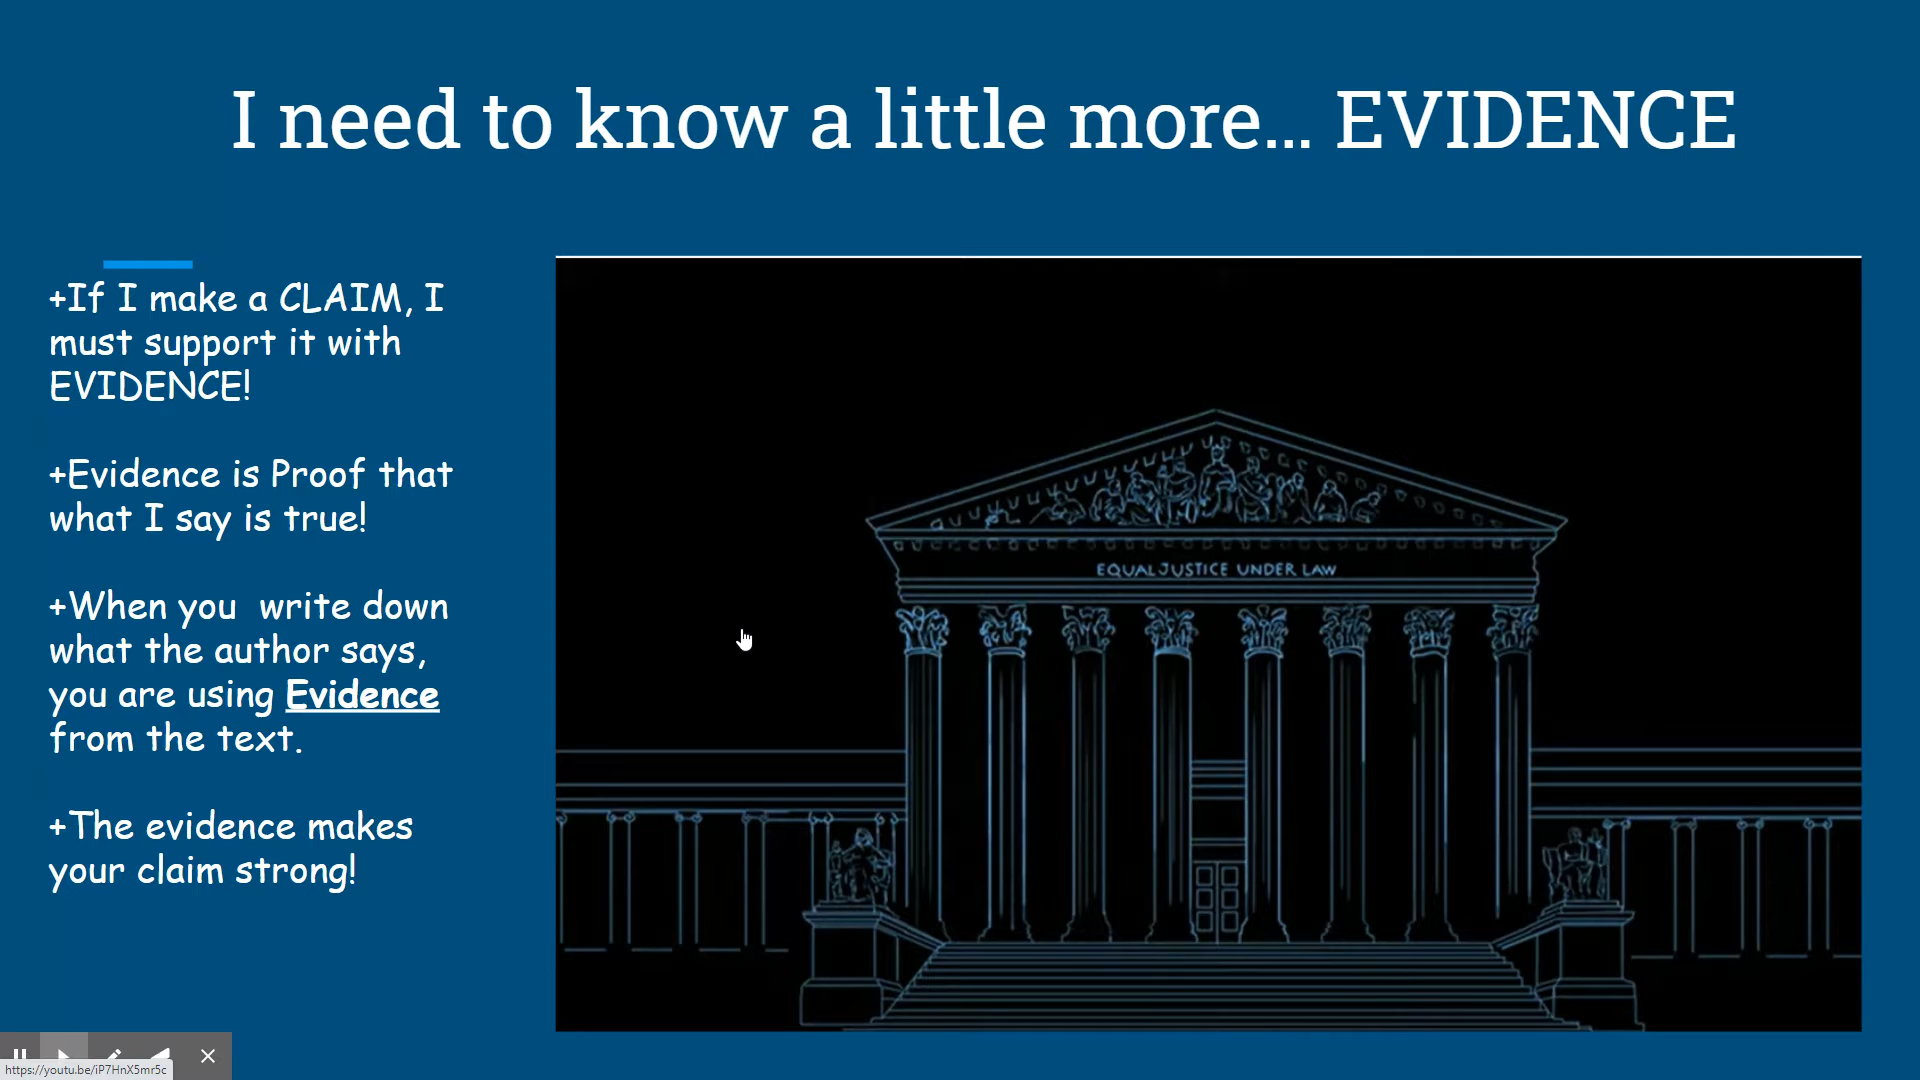 I need to know a little more... EVIDENCE
+If I make a CLAIM, I
must support it with
EVIDENCE!
+Evidence is Proof that
what I say is true!
+When you  write down
what the author says,
you are using Evidence
from the text.
+The evidence makes
your claim strong!
EQUAL JUSTICE UNDER LAW
https://youtu.be/iP7HnX5mr5c